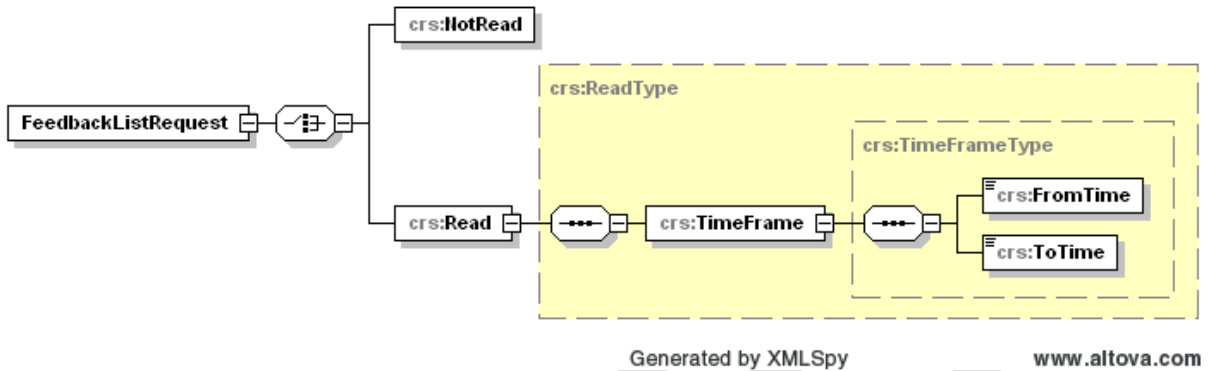 crs:NotRead
crs:ReadType
FeedbackListRequest
crs:TimeFrameType
crs:FromTime
crs:Read
crs:TimeFrame
crs:ToTime
Generated by XMLSpy
www.altova.com